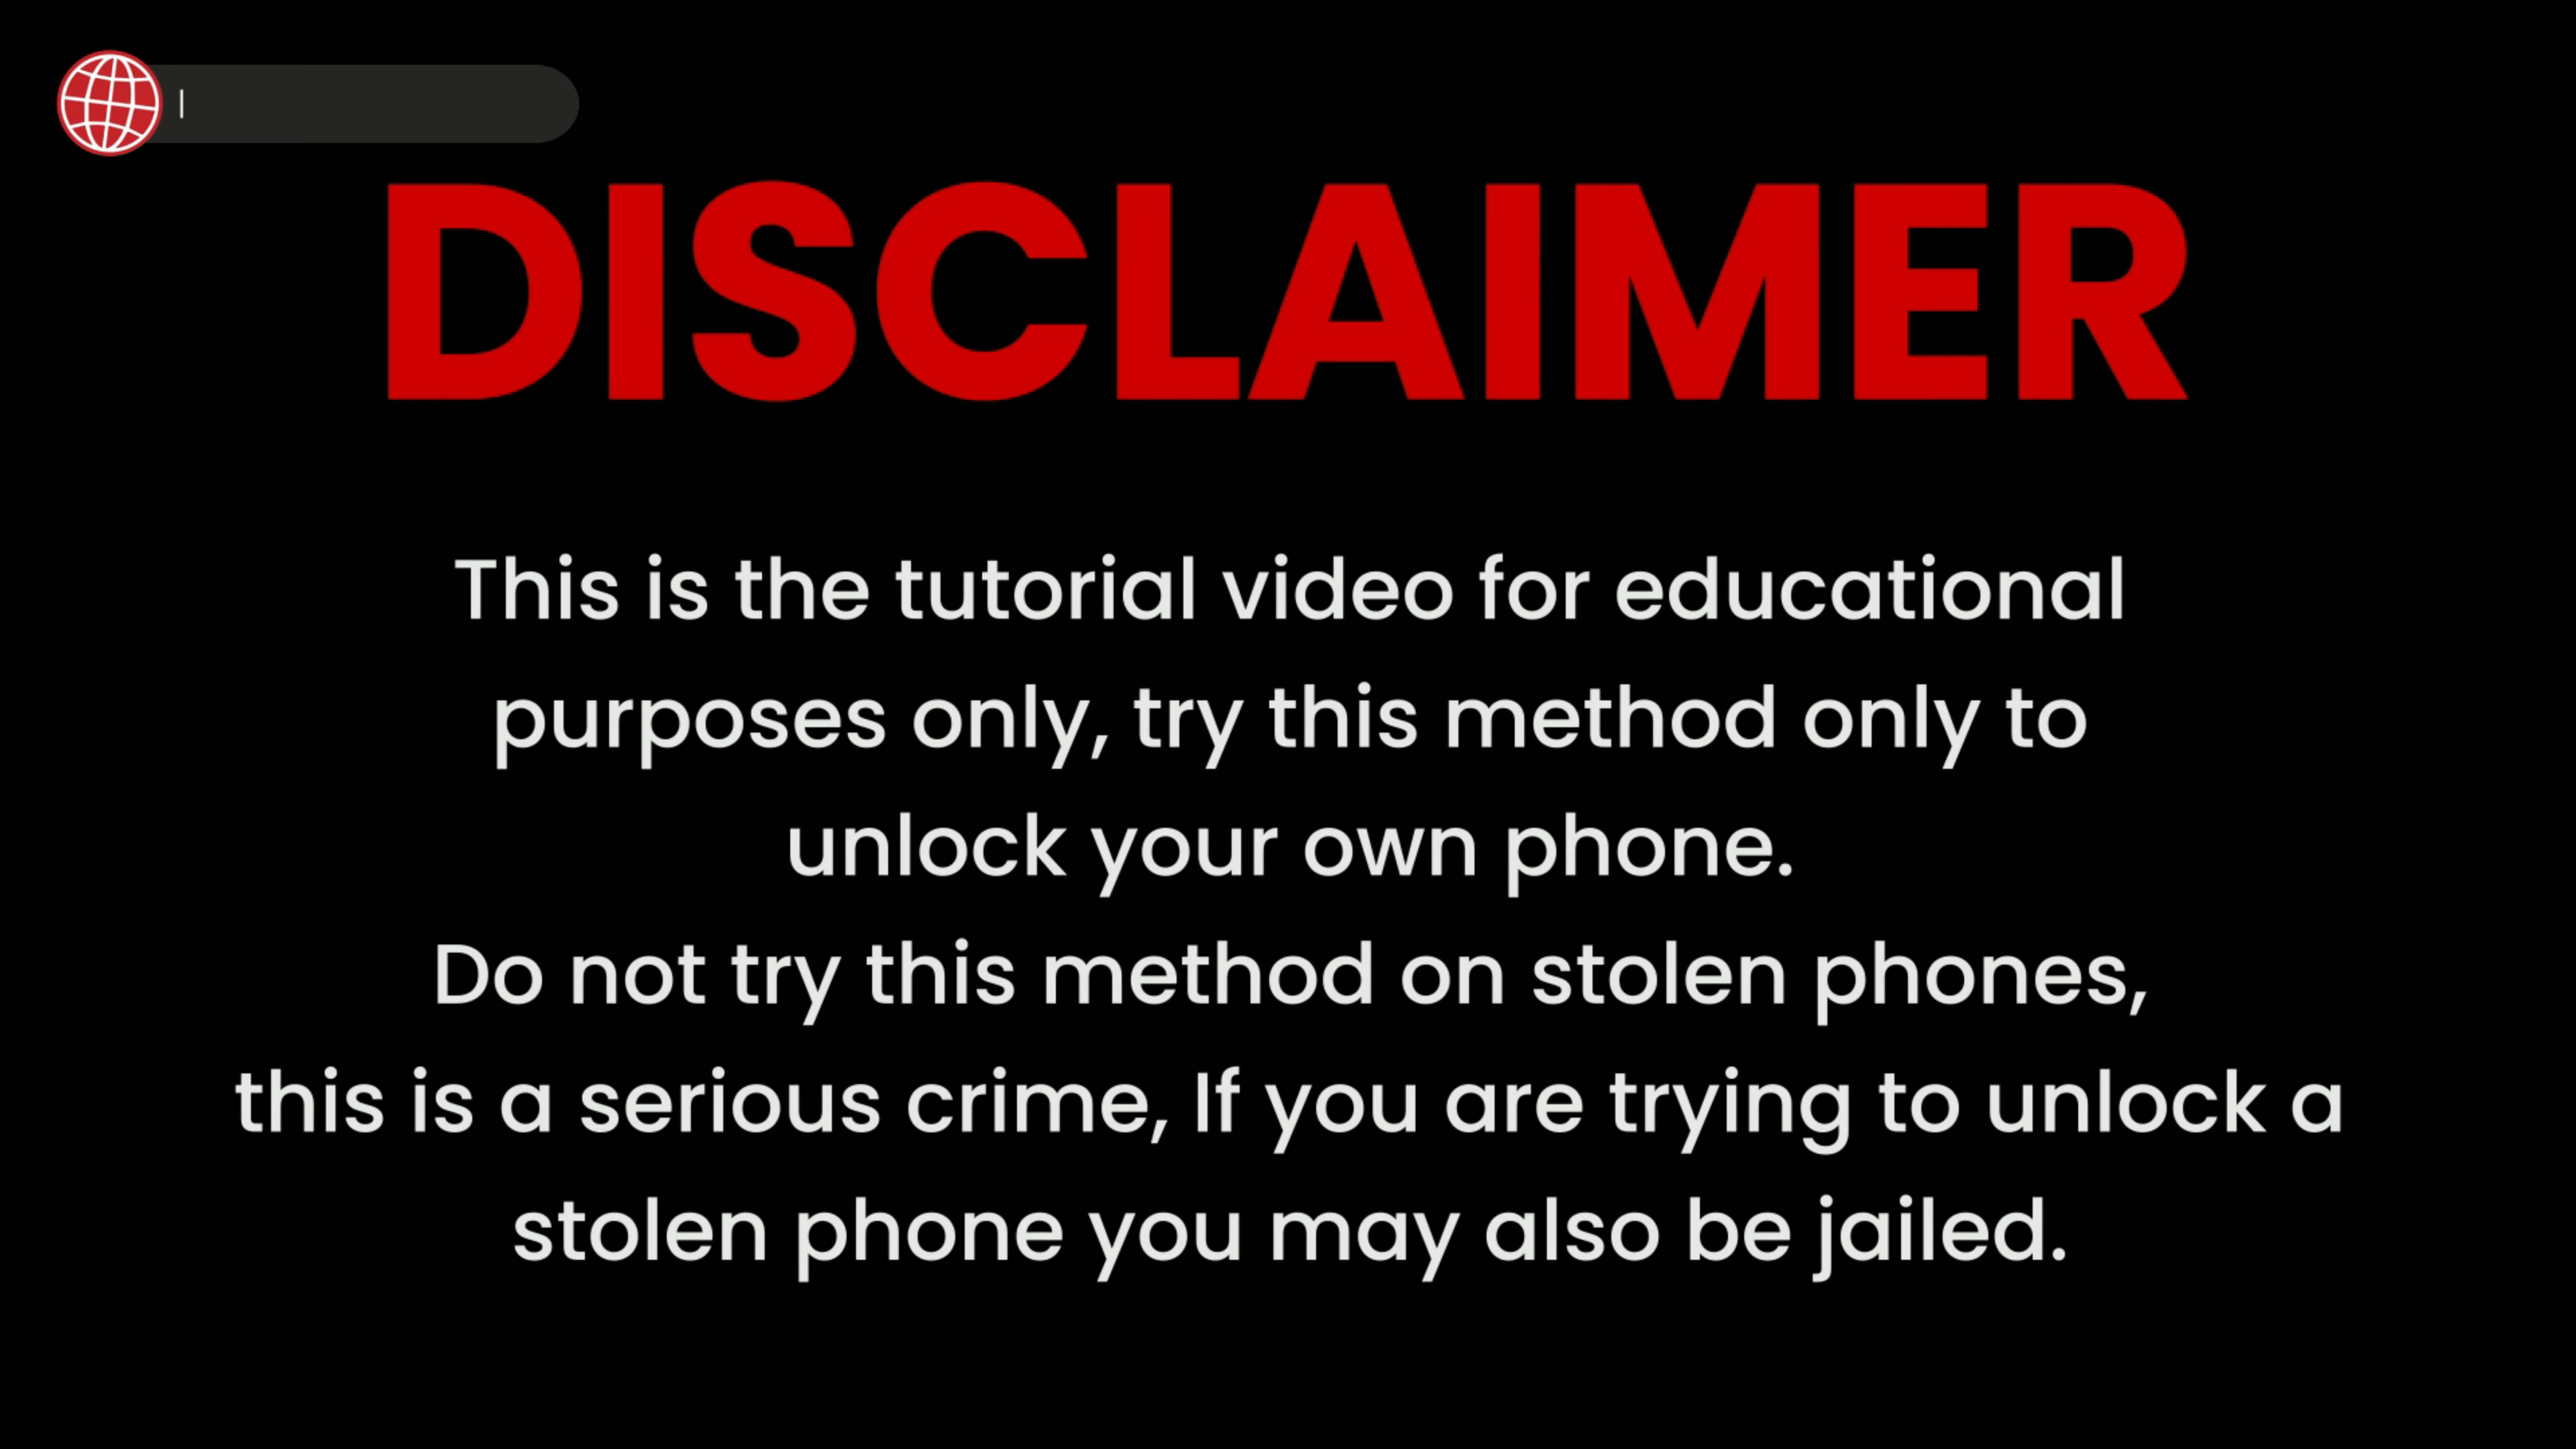 DISCLAIMER
This is the tutorial video for educational
purposes only, try this method only to
unlock your own phone.
Do not try this method on stolen phones,
this is a serious crime, If you are trying to unlock a
stolen phone you may also be jailed.